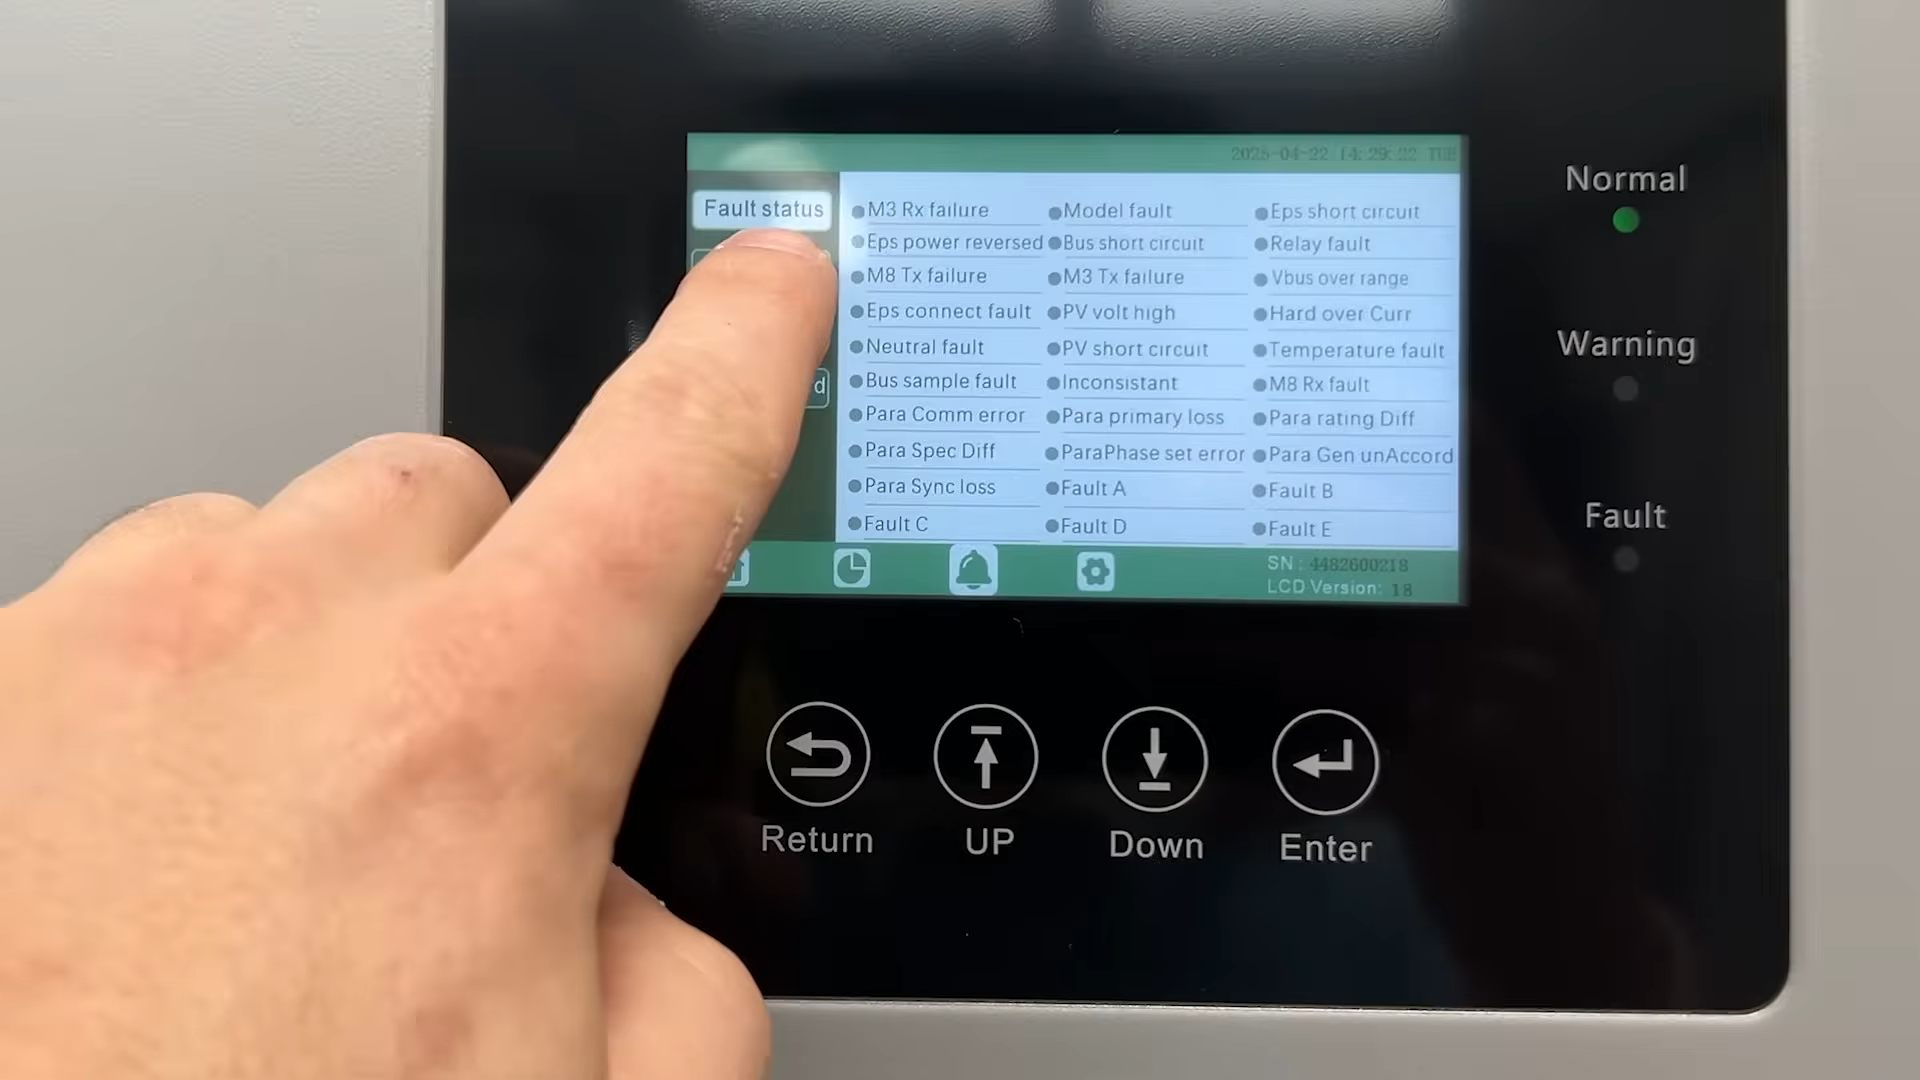 2025-04-22 14:29:22 TUE
Fault status
M3 Rx failure Model fault Eps short circuit
Eps power reversed Bus short circuit Relay fault
M8 Tx failure M3 Tx failure Vbus over range
Eps connect fault PV volt high Hard over Curr
Neutral fault PV short circuit Temperature fault
d
Bus sample fault Inconsistant M8 Rx fault
Para Comm error Para primary loss Para rating Diff
Para Spec Diff ParaPhase set error Para Gen unAccord
Para Sync loss Fault A Fault B
Fault C Fault D Fault E
SN : 4482600218
LCD Version: 18
Normal
Warning
Fault
Return UP Down Enter